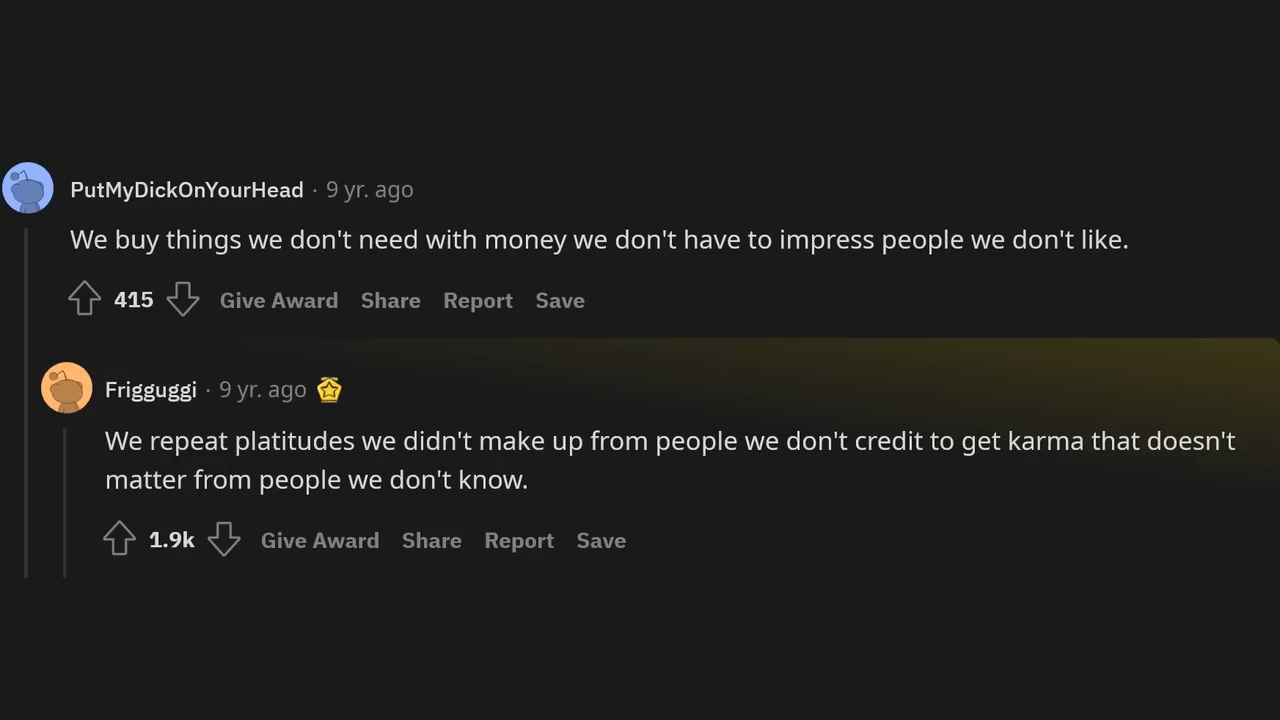 PutMyDickOnYourHead · 9 yr. ago
We buy things we don't need with money we don't have to impress people we don't like.
415 Give Award Share Report Save
Frigguggi · 9 yr. ago
We repeat platitudes we didn't make up from people we don't credit to get karma that doesn't
matter from people we don't know.
1.9k Give Award Share Report Save